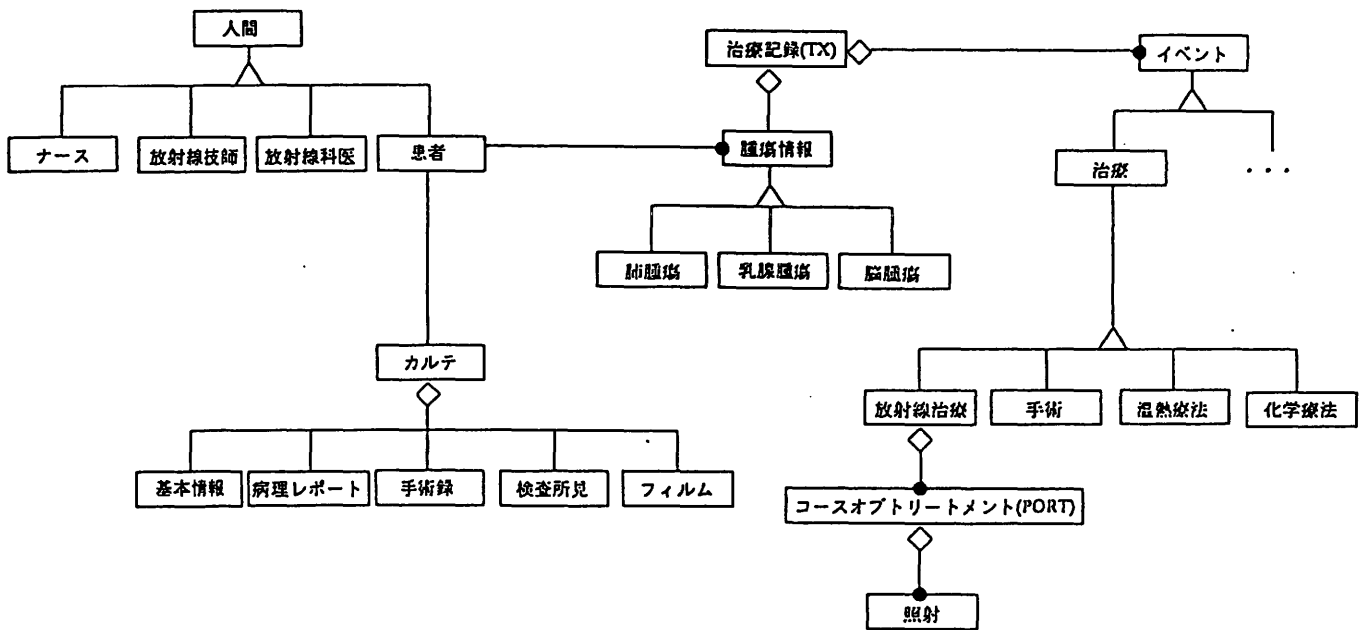 人間
治療記録(TX)
イベント
ナース
放射線技師
放射線科医
患者
腫瘍情報
治療
・・・
肺腫瘍
乳腺腫瘍
脳腫瘍
カルテ
放射線治療
手術
温熱療法
化学療法
基本情報
病理レポート
手術録
検査所見
フィルム
コースオブトリートメント(PORT)
照射